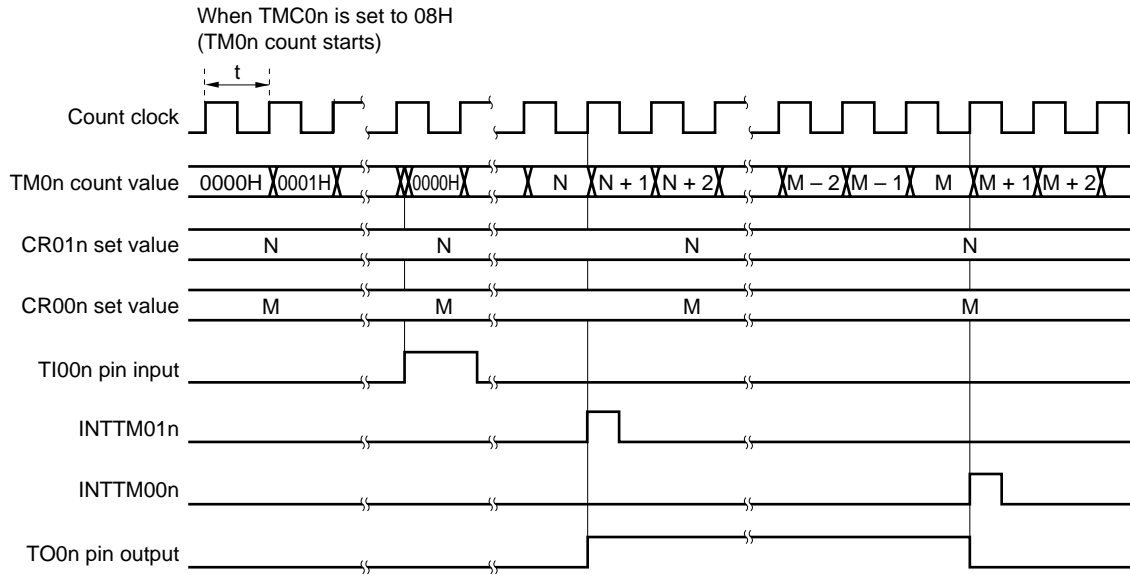 When TMC0n is set to 08H
(TM0n count starts)
t
Count clock
TM0n count value 0000H 0001H 0000H N N + 1 N + 2 M – 2 M – 1 M M + 1 M + 2
CR01n set value N N N N
CR00n set value M M M M
TI00n pin input
INTTM01n
INTTM00n
TO0n pin output